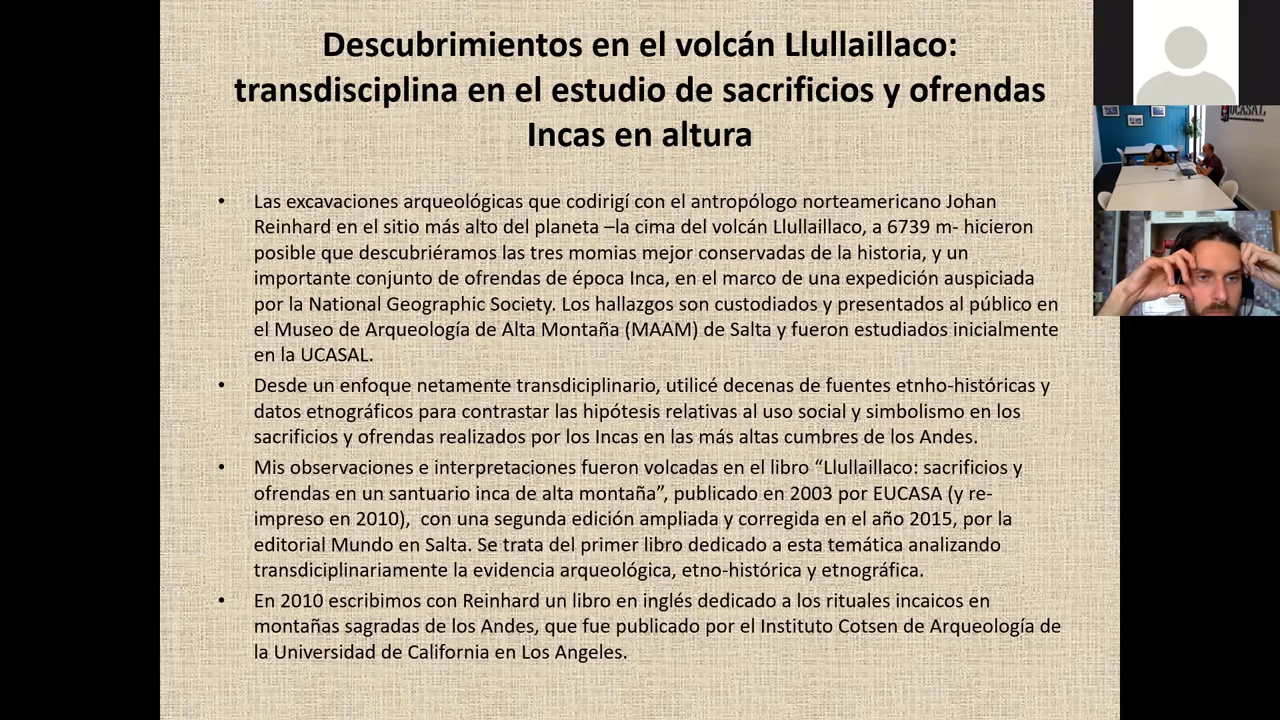 Descubrimientos en el volcán Llullaillaco:
transdisciplina en el estudio de sacrificios y ofrendas
Incas en altura
• Las excavaciones arqueológicas que codirigí con el antropólogo norteamericano Johan
Reinhard en el sitio más alto del planeta –la cima del volcán Llullaillaco, a 6739 m- hicieron
posible que descubriéramos las tres momias mejor conservadas de la historia, y un
importante conjunto de ofrendas de época Inca, en el marco de una expedición auspiciada
por la National Geographic Society. Los hallazgos son custodiados y presentados al público en
el Museo de Arqueología de Alta Montaña (MAAM) de Salta y fueron estudiados inicialmente
en la UCASAL.
• Desde un enfoque netamente transdiciplinario, utilicé decenas de fuentes etnho-históricas y
datos etnográficos para contrastar las hipótesis relativas al uso social y simbolismo en los
sacrificios y ofrendas realizados por los Incas en las más altas cumbres de los Andes.
• Mis observaciones e interpretaciones fueron volcadas en el libro “Llullaillaco: sacrificios y
ofrendas en un santuario inca de alta montaña”, publicado en 2003 por EUCASA (y re-
impreso en 2010),  con una segunda edición ampliada y corregida en el año 2015, por la
editorial Mundo en Salta. Se trata del primer libro dedicado a esta temática analizando
transdiciplinariamente la evidencia arqueológica, etno-histórica y etnográfica.
• En 2010 escribimos con Reinhard un libro en inglés dedicado a los rituales incaicos en
montañas sagradas de los Andes, que fue publicado por el Instituto Cotsen de Arqueología de
la Universidad de California en Los Angeles.
UCASAL